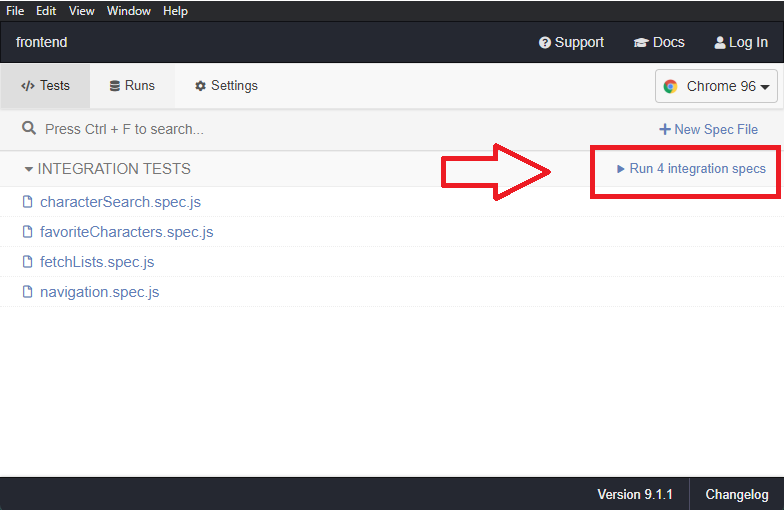 File Edit View Window Help
frontend Support Docs Log In
Tests Runs Settings Chrome 96
Press Ctrl + F to search... New Spec File
INTEGRATION TESTS Run 4 integration specs
characterSearch.spec.js
favoriteCharacters.spec.js
fetchLists.spec.js
navigation.spec.js
Version 9.1.1 Changelog